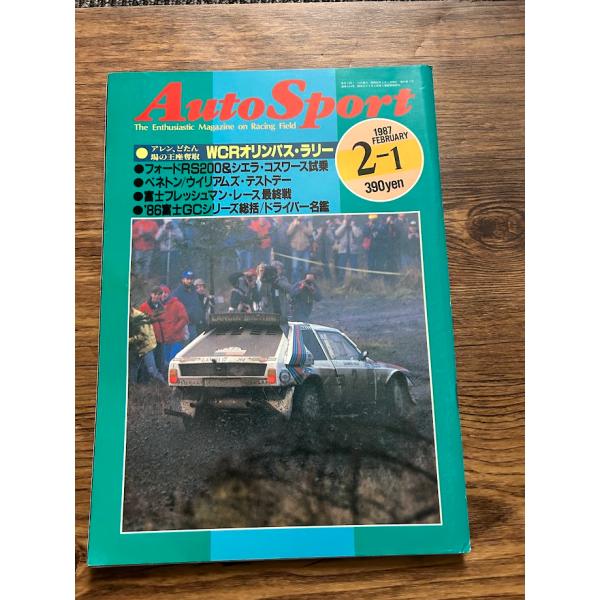 AutoSport
The Enthusiastic Magazine on Racing Field
1987
FEBRUARY
2-1
390yen
●アレン、どたん場の王座奪取 WCRオリンパス・ラリー
●フォードRS200&シエラ・コスワース試乗
●ベネトン/ウイリアムズ・テストデー
●富士フレッシュマン・レース最終戦
●'86富士GCシリーズ総括/ドライバー名鑑